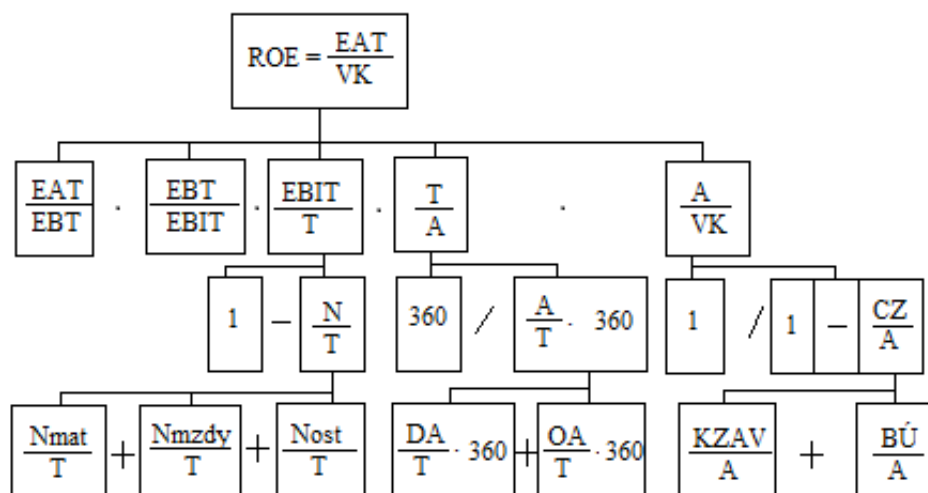 ROE = EAT / VK
EAT / EBT · EBT / EBIT · EBIT / T · T / A · A / VK
1 − N / T 360 / A / T · 360 1 / 1 − CZ / A
Nmat / T + Nmzdy / T + Nost / T DA / T · 360 + OA / T · 360 KZAV / A + BÚ / A